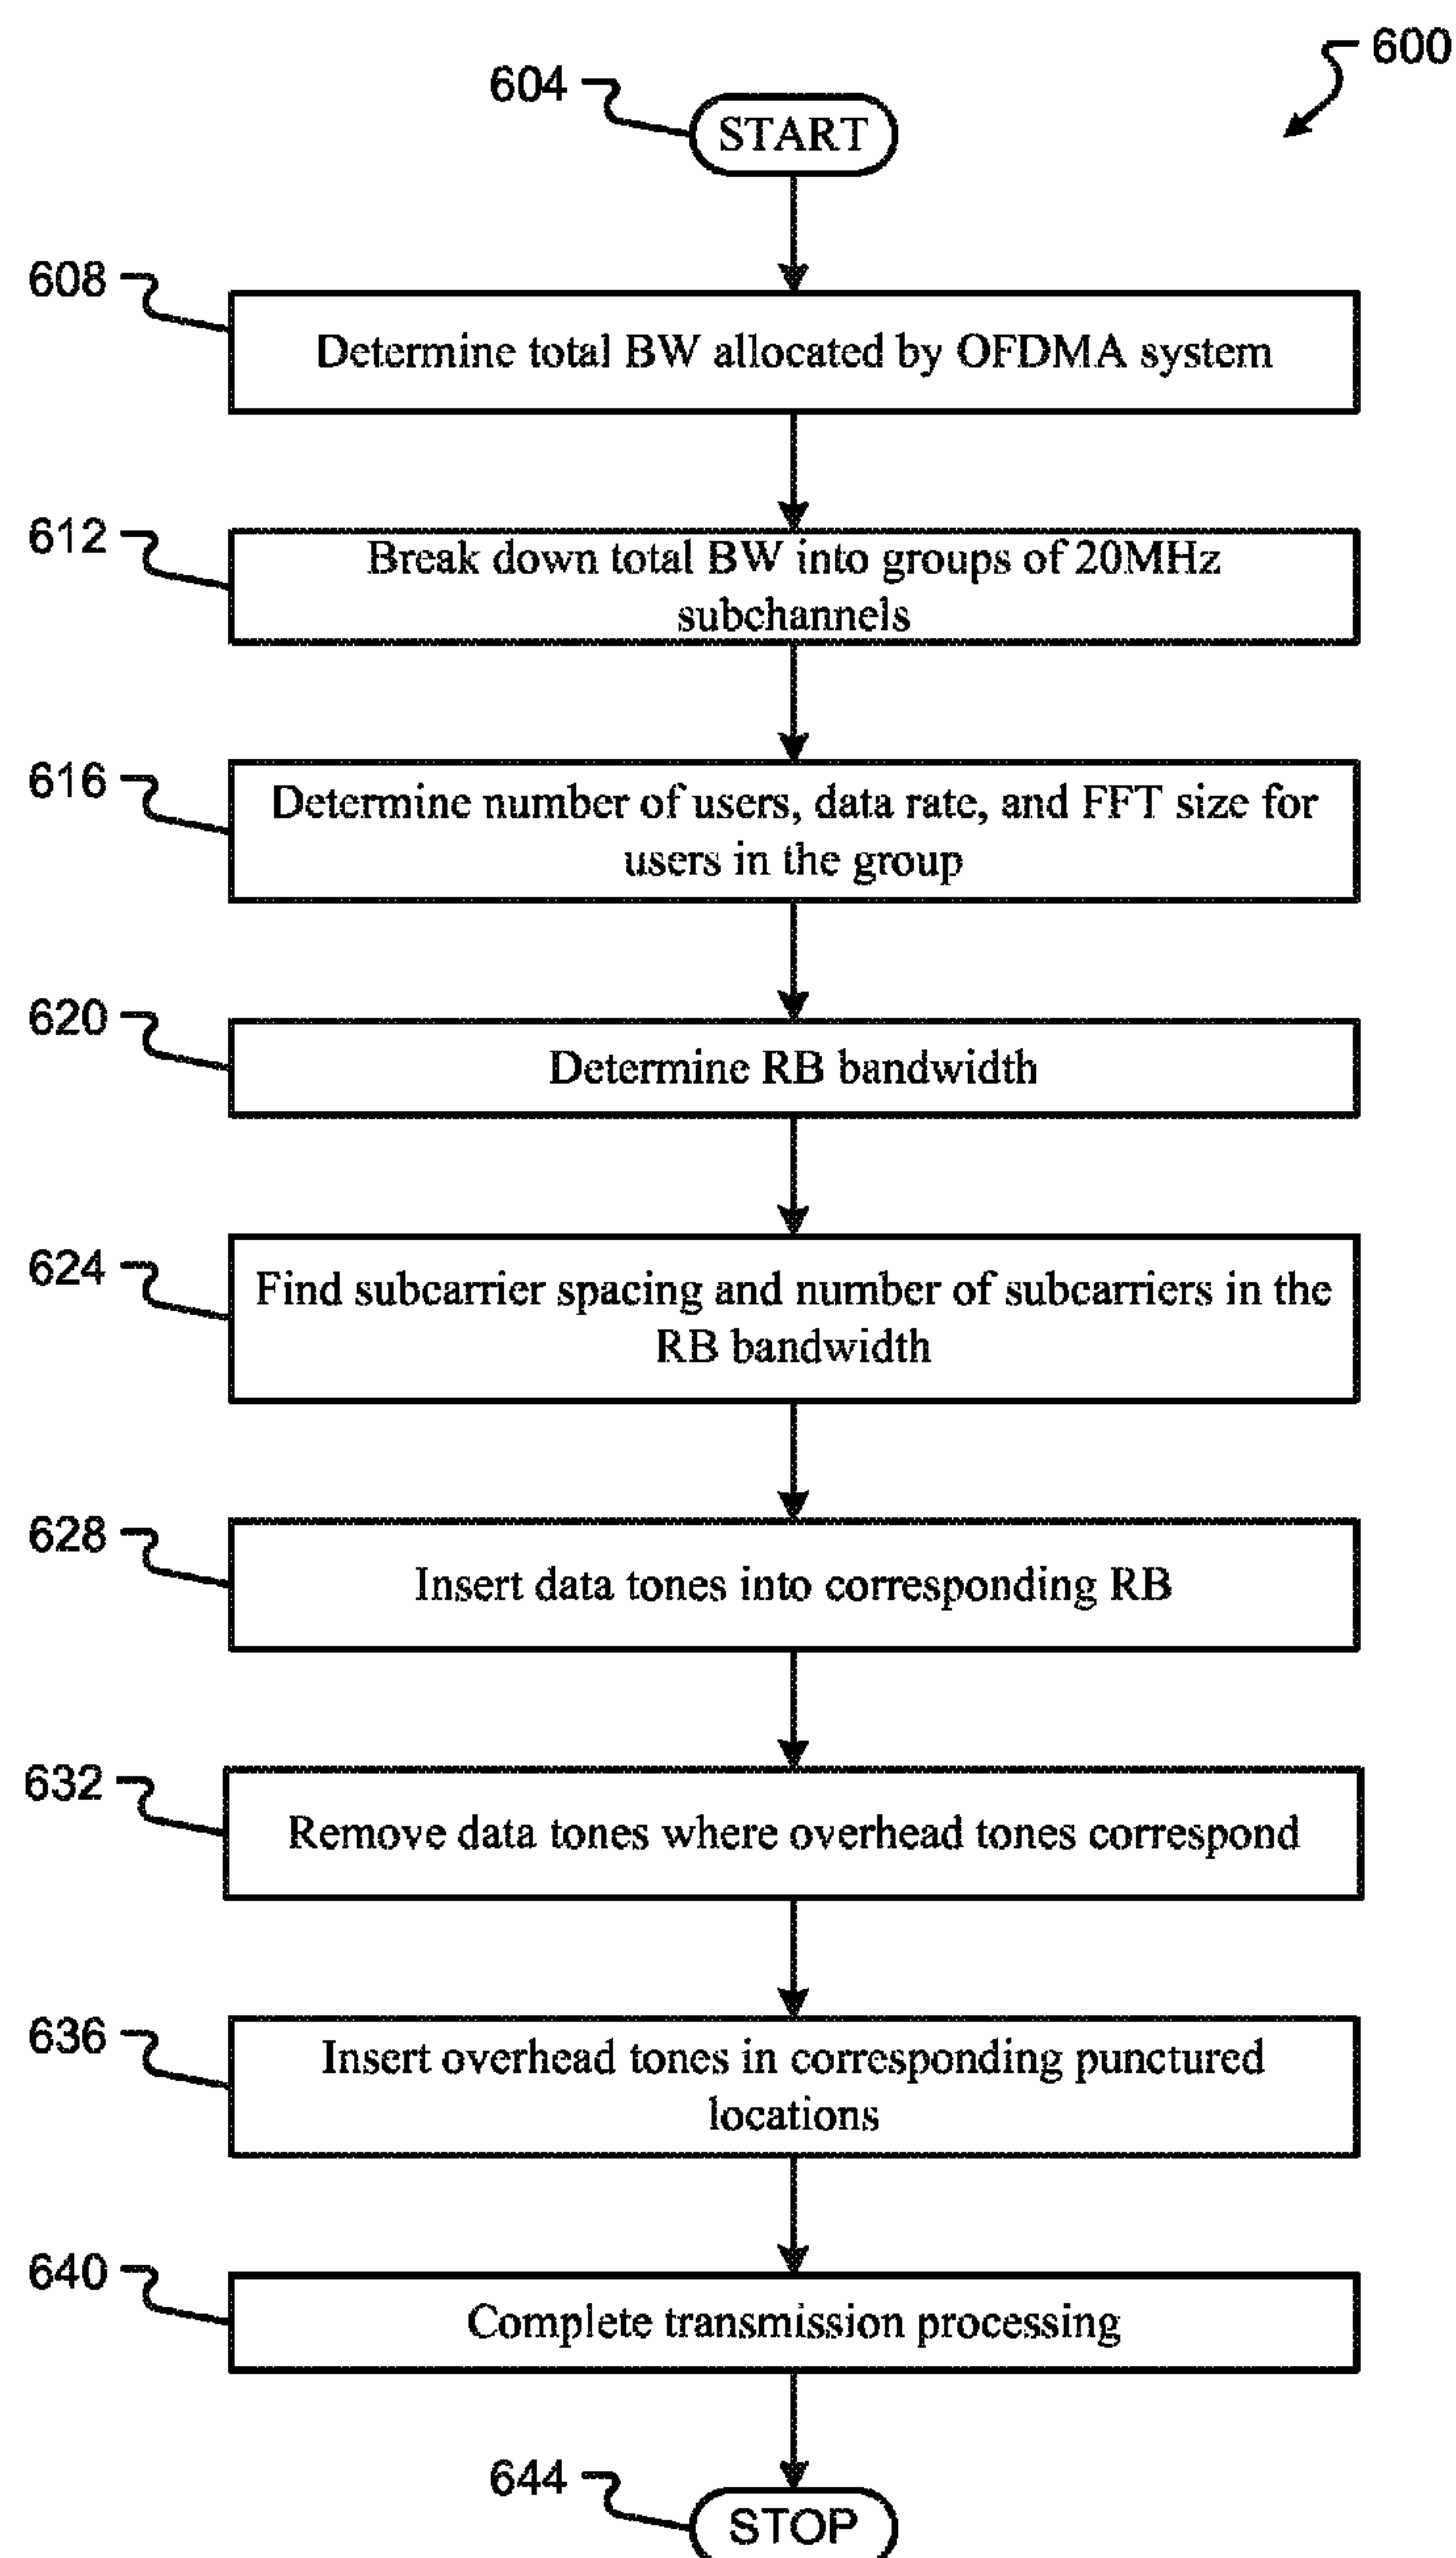 600
604
START
608
Determine total BW allocated by OFDMA system
612
Break down total BW into groups of 20MHz
subchannels
616
Determine number of users, data rate, and FFT size for
users in the group
620
Determine RB bandwidth
624
Find subcarrier spacing and number of subcarriers in the
RB bandwidth
628
Insert data tones into corresponding RB
632
Remove data tones where overhead tones correspond
636
Insert overhead tones in corresponding punctured
locations
640
Complete transmission processing
644
STOP